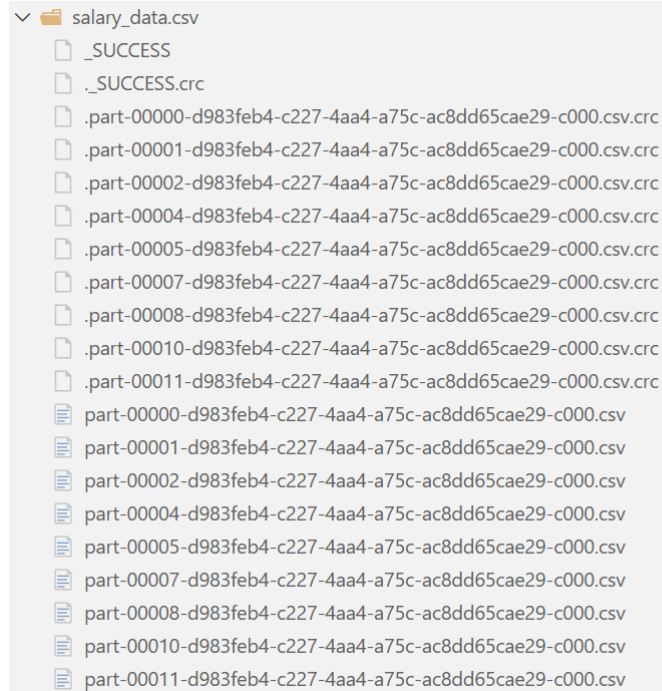 salary_data.csv
_SUCCESS
._SUCCESS.crc
.part-00000-d983feb4-c227-4aa4-a75c-ac8dd65cae29-c000.csv.crc
.part-00001-d983feb4-c227-4aa4-a75c-ac8dd65cae29-c000.csv.crc
.part-00002-d983feb4-c227-4aa4-a75c-ac8dd65cae29-c000.csv.crc
.part-00004-d983feb4-c227-4aa4-a75c-ac8dd65cae29-c000.csv.crc
.part-00005-d983feb4-c227-4aa4-a75c-ac8dd65cae29-c000.csv.crc
.part-00007-d983feb4-c227-4aa4-a75c-ac8dd65cae29-c000.csv.crc
.part-00008-d983feb4-c227-4aa4-a75c-ac8dd65cae29-c000.csv.crc
.part-00010-d983feb4-c227-4aa4-a75c-ac8dd65cae29-c000.csv.crc
.part-00011-d983feb4-c227-4aa4-a75c-ac8dd65cae29-c000.csv.crc
part-00000-d983feb4-c227-4aa4-a75c-ac8dd65cae29-c000.csv
part-00001-d983feb4-c227-4aa4-a75c-ac8dd65cae29-c000.csv
part-00002-d983feb4-c227-4aa4-a75c-ac8dd65cae29-c000.csv
part-00004-d983feb4-c227-4aa4-a75c-ac8dd65cae29-c000.csv
part-00005-d983feb4-c227-4aa4-a75c-ac8dd65cae29-c000.csv
part-00007-d983feb4-c227-4aa4-a75c-ac8dd65cae29-c000.csv
part-00008-d983feb4-c227-4aa4-a75c-ac8dd65cae29-c000.csv
part-00010-d983feb4-c227-4aa4-a75c-ac8dd65cae29-c000.csv
part-00011-d983feb4-c227-4aa4-a75c-ac8dd65cae29-c000.csv